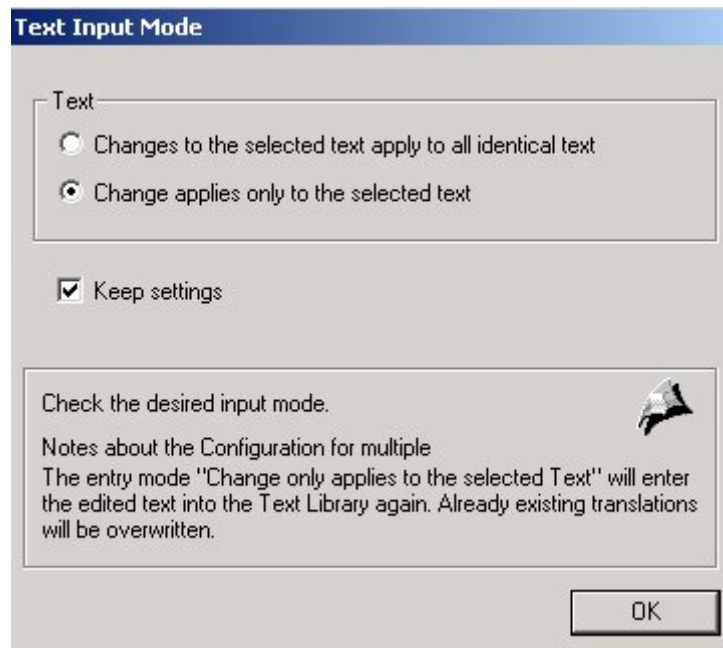 Text Input Mode
Text
Changes to the selected text apply to all identical text
Change applies only to the selected text
Keep settings
Check the desired input mode.
Notes about the Configuration for multiple
The entry mode "Change only applies to the selected Text" will enter
the edited text into the Text Library again. Already existing translations
will be overwritten.
OK